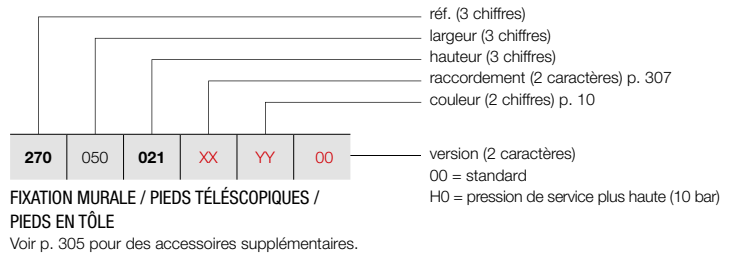 réf. (3 chiffres)
largeur (3 chiffres)
hauteur (3 chiffres)
raccordement (2 caractères) p. 307
couleur (2 chiffres) p. 10
270 050 021 XX YY 00
version (2 caractères)
00 = standard
H0 = pression de service plus haute (10 bar)
FIXATION MURALE / PIEDS TÉLÉSCOPIQUES /
PIEDS EN TÔLE
Voir p. 305 pour des accessoires supplémentaires.